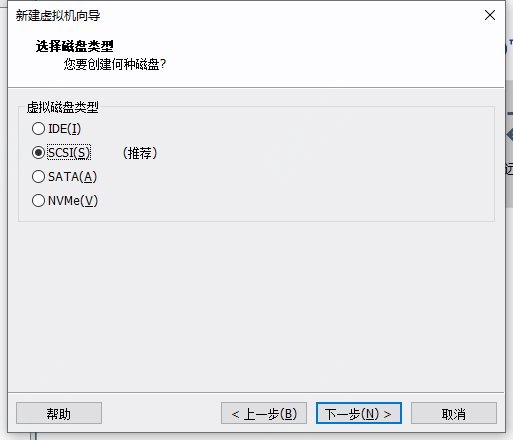 新建虚拟机向导
选择磁盘类型
您要创建何种磁盘?
虚拟磁盘类型
IDE(I)
SCSI(S) (推荐)
SATA(A)
NVMe(V)
帮助 < 上一步(B) 下一步(N) > 取消